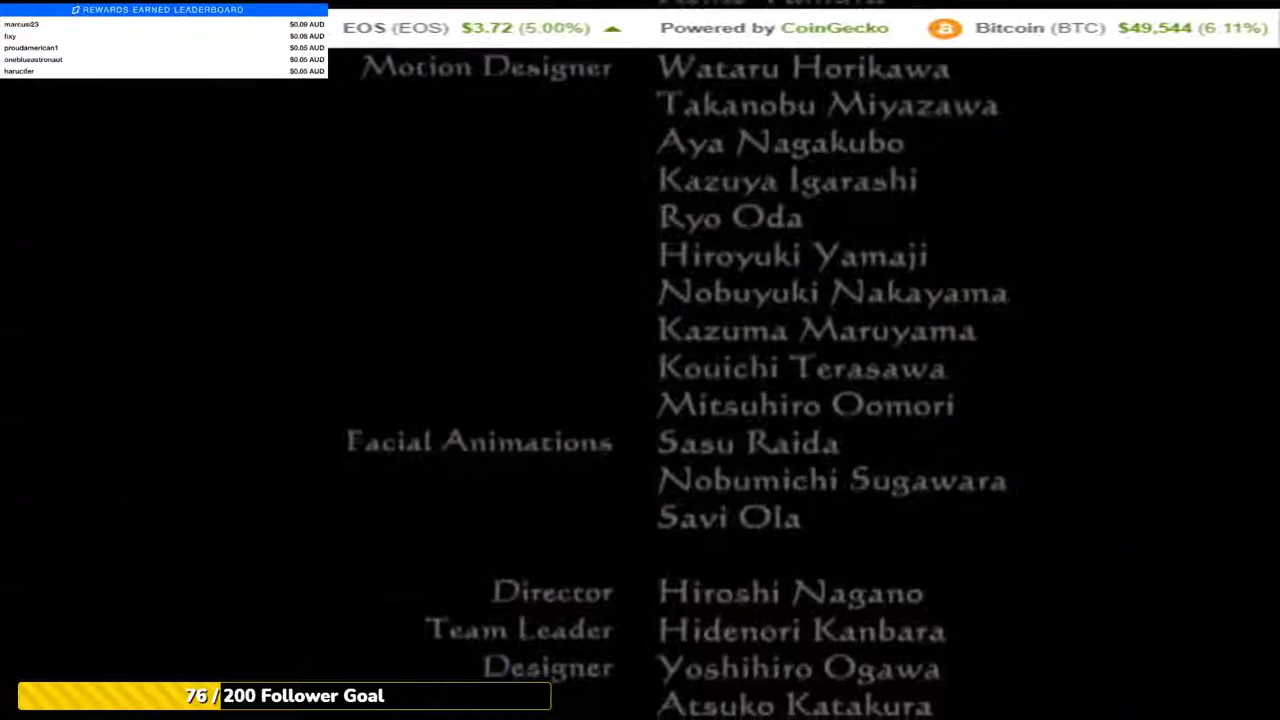 REWARDS EARNED LEADERBOARD
marcusi23 $0.09 AUD
fixy $0.08 AUD
proudamerican1 $0.05 AUD
oneblueastronaut $0.05 AUD
harucifer $0.05 AUD
EOS (EOS) $3.72 (5.00%) Powered by CoinGecko Bitcoin (BTC) $49,544 (6.11%)
Motion Designer Wataru Horikawa
Takanobu Miyazawa
Aya Nagakubo
Kazuya Igarashi
Ryo Oda
Hiroyuki Yamaji
Nobuyuki Nakayama
Kazuma Maruyama
Kouichi Terasawa
Mitsuhiro Oomori
Facial Animations Sasu Raida
Nobumichi Sugawara
Savi Ola
Director Hiroshi Nagano
Team Leader Hidenori Kanbara
Designer Yoshihiro Ogawa
Atsuko Katakura
76 / 200 Follower Goal